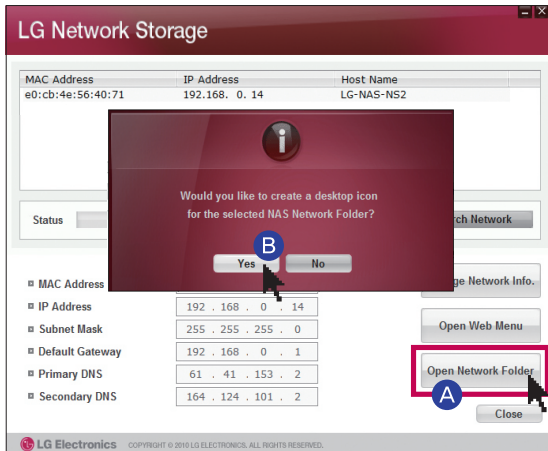 LG Network Storage
MAC Address IP Address Host Name
e0:cb:4e:56:40:71 192.168. 0. 14 LG-NAS-NS2
Would you like to create a desktop icon
for the selected NAS Network Folder?
Status
ch Network
B
Yes No
MAC Address
ge Network Info.
IP Address 192 . 168 . 0 . 14
Subnet Mask 255 . 255 . 255 . 0
Open Web Menu
Default Gateway 192 . 168 . 0 . 1
Primary DNS 61 . 41 . 153 . 2
Open Network Folder
A
Secondary DNS 164 . 124 . 101 . 2
Close
LG Electronics COPYRIGHT © 2010 LG ELECTRONICS. ALL RIGHTS RESERVED.